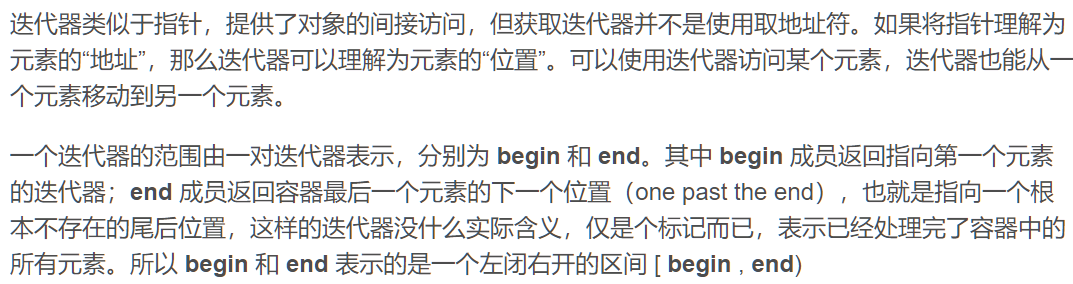 迭代器类似于指针，提供了对象的间接访问，但获取迭代器并不是使用取地址符。如果将指针理解为
元素的“地址”，那么迭代器可以理解为元素的“位置”。可以使用迭代器访问某个元素，迭代器也能从一
个元素移动到另一个元素。
一个迭代器的范围由一对迭代器表示，分别为 begin 和 end。其中 begin 成员返回指向第一个元素
的迭代器；end 成员返回容器最后一个元素的下一个位置（one past the end），也就是指向一个根
本不存在的尾后位置，这样的迭代器没什么实际含义，仅是个标记而已，表示已经处理完了容器中的
所有元素。所以 begin 和 end 表示的是一个左闭右开的区间 [ begin , end)